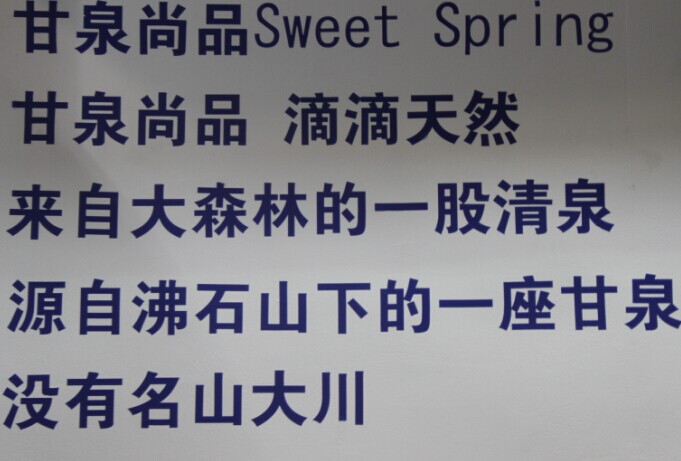 甘泉尚品Sweet Spring
甘泉尚品 滴滴天然
来自大森林的一股清泉
源自沸石山下的一座甘泉
没有名山大川